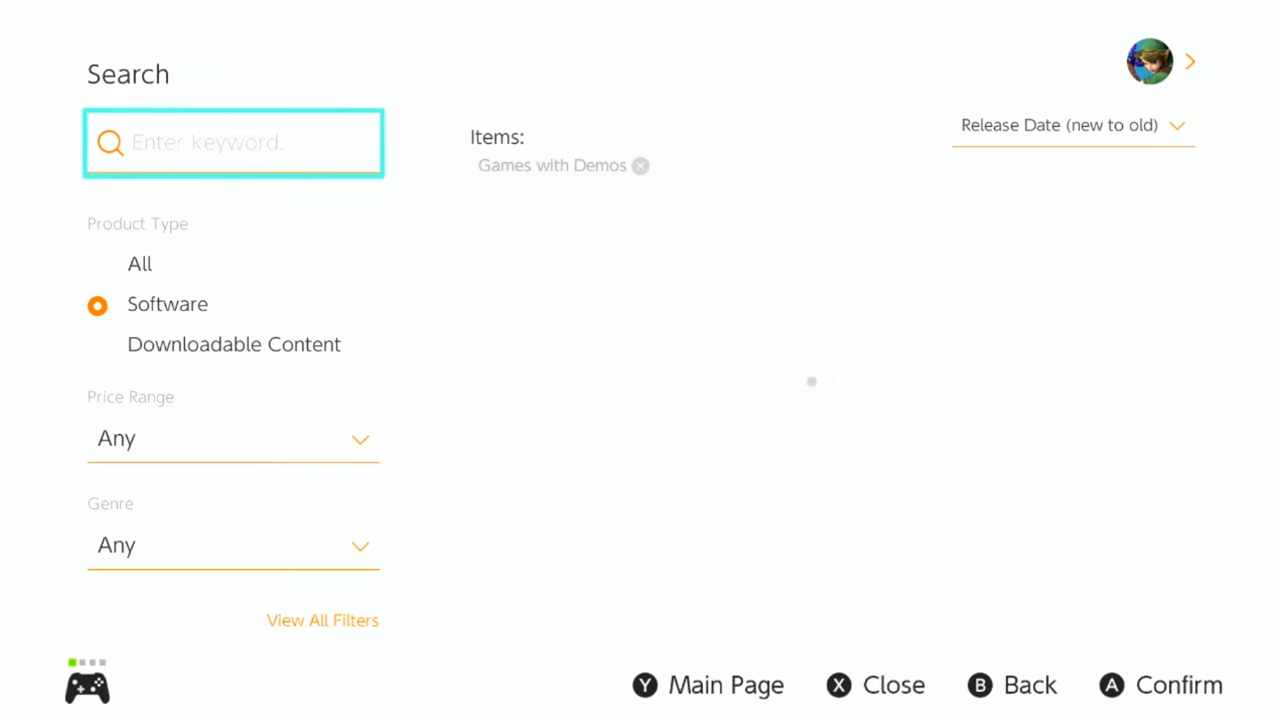 Search
Enter keyword.
Items:
Games with Demos
Release Date (new to old)
Product Type
All
Software
Downloadable Content
Price Range
Any
Genre
Any
View All Filters
Y Main Page X Close B Back A Confirm